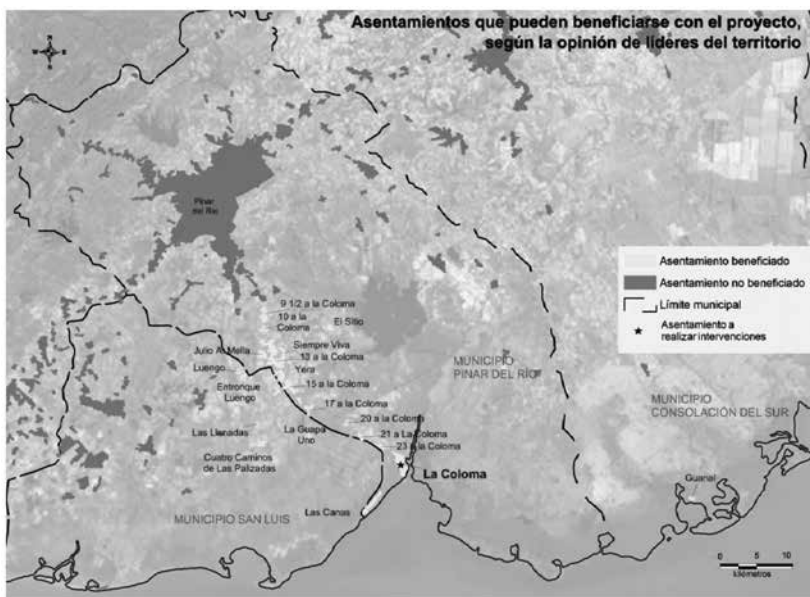 Asentamientos que pueden beneficiarse con el proyecto,
según la opinión de líderes del territorio
N
W
E
S
Pinar
del Río
Asentamiento beneficiado
Asentamiento no beneficiado
Límite municipal
Asentamiento a
realizar intervenciones
9 1/2 a la Coloma
10 a la
Coloma
El Sitio
Siempre Viva
Julio A. Mella
13 a la Coloma
Luengo
Yera
Entronque
Luengo
15 a la Coloma
MUNICIPIO
PINAR DEL RÍO
17 a la Coloma
MUNICIPIO
CONSOLACIÓN DEL SUR
20 a la Coloma
Las Llenadas
La Guapa
Uno
21 a La Coloma
23 a la Coloma
Cuatro Caminos
de Las Palizadas
La Coloma
Guanal
Las Canas
MUNICIPIO SAN LUIS
0 5 10
kilómetros